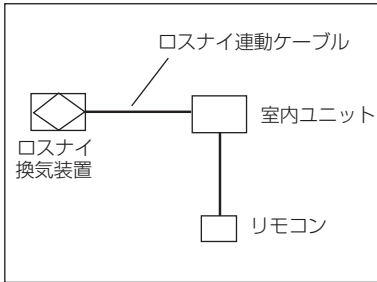 ロスナイ連動ケーブル
室内ユニット
ロスナイ
換気装置
リモコン